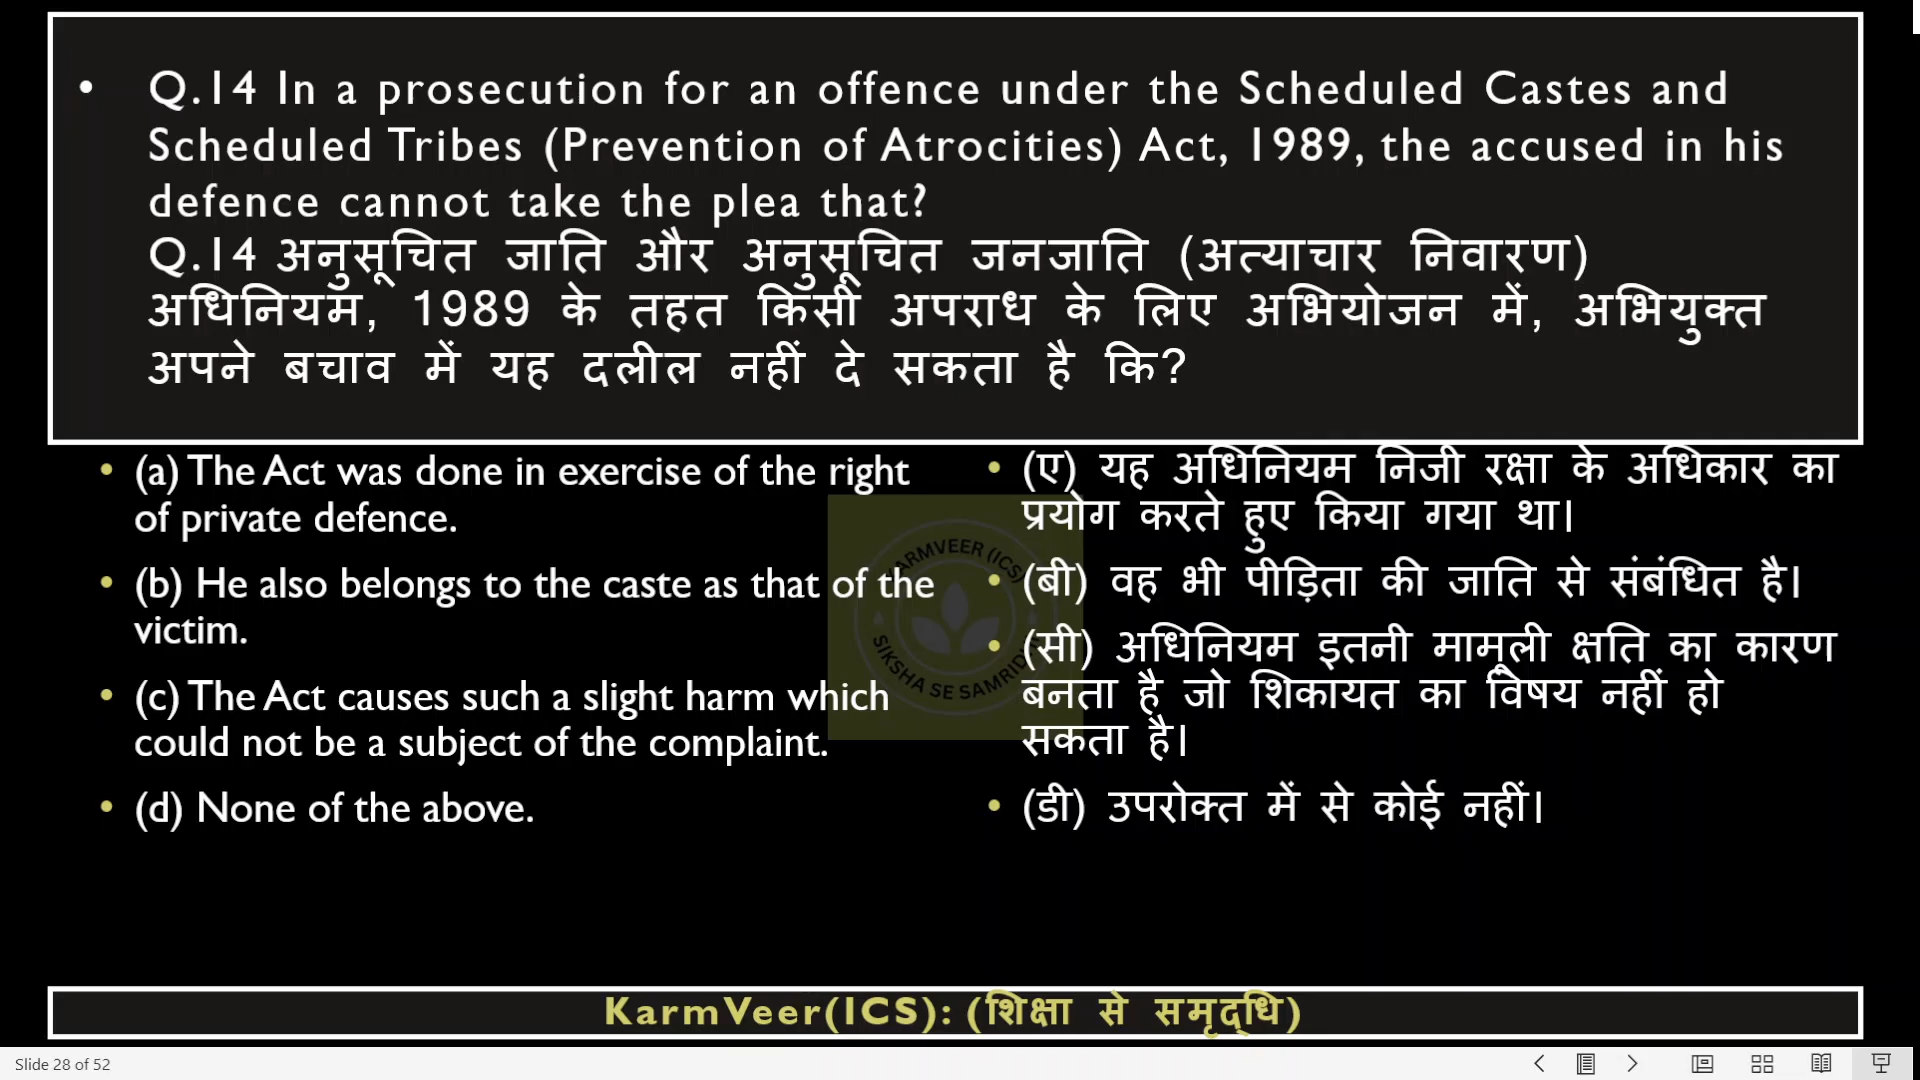 • Q.14 In a prosecution for an offence under the Scheduled Castes and
Scheduled Tribes (Prevention of Atrocities) Act, 1989, the accused in his
defence cannot take the plea that?
Q.14 अनुसूचित जाति और अनुसूचित जनजाति (अत्याचार निवारण)
अधिनियम, 1989 के तहत किसी अपराध के लिए अभियोजन में, अभियुक्त
अपने बचाव में यह दलील नहीं दे सकता है कि?
• (a) The Act was done in exercise of the right
of private defence.
• (b) He also belongs to the caste as that of the
victim.
• (c) The Act causes such a slight harm which
could not be a subject of the complaint.
• (d) None of the above.
• (ए) यह अधिनियम निजी रक्षा के अधिकार का
प्रयोग करते हुए किया गया था।
• (बी) वह भी पीड़िता की जाति से संबंधित है।
• (सी) अधिनियम इतनी मामूली क्षति का कारण
बनता है जो शिकायत का विषय नहीं हो
सकता है।
• (डी) उपरोक्त में से कोई नहीं।
KARMVEER (ICS)
SIKSHA SE SAMRIDHI
KarmVeer(ICS): (शिक्षा से समृद्धि)
Slide 28 of 52